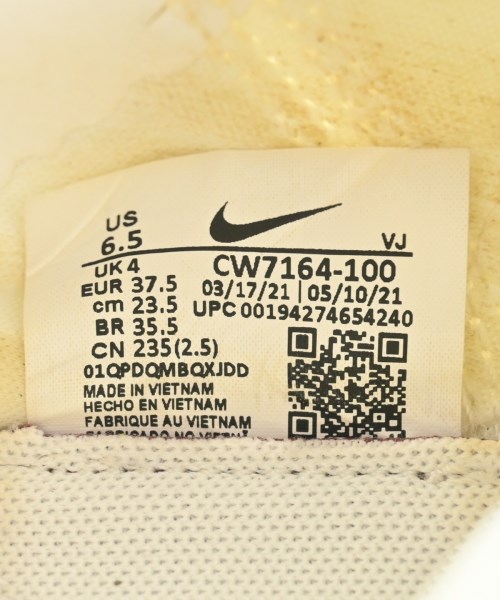 US
6.5
VJ
UK 4
CW7164-100
EUR 37.5
03/17/21 | 05/10/21
cm 23.5
UPC 00194274654240
BR 35.5
CN 235(2.5)
01QPDQMBQXJDD
MADE IN VIETNAM
HECHO EN VIETNAM
FABRIQUE AU VIETNAM
FABRICADO NO